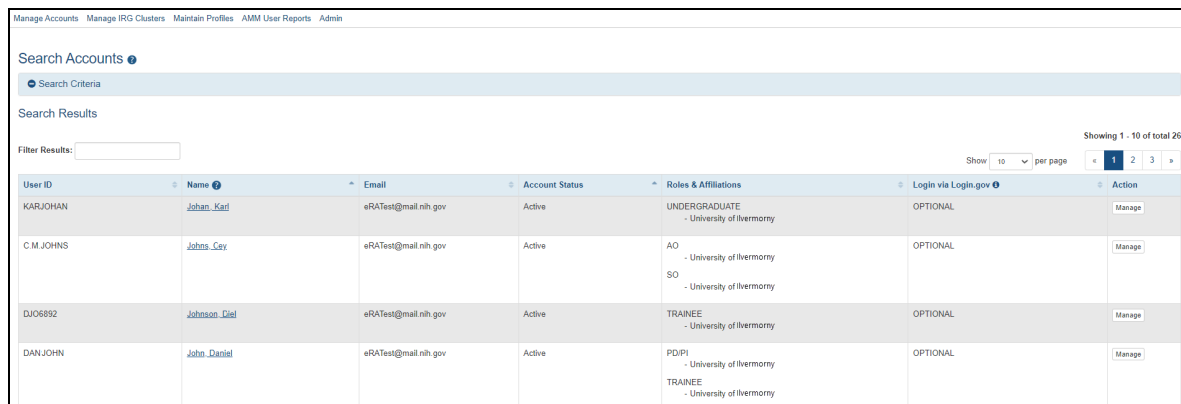 Manage Accounts Manage IRG Clusters Maintain Profiles AMM User Reports Admin
Search Accounts ?
Search Criteria
Search Results
Showing 1 - 10 of total 26
Filter Results:
Show 10 per page « 1 2 3 »
User ID Name ? Email Account Status Roles & Affiliations Login via Login.gov Action
KARJOHAN Johan, Karl eRATest@mail.nih.gov Active UNDERGRADUATE OPTIONAL Manage
- University of Ilvermorny
C.M.JOHNS Johns, Cey eRATest@mail.nih.gov Active AO OPTIONAL Manage
- University of Ilvermorny
SO
- University of Ilvermorny
DJO6892 Johnson, Diel eRATest@mail.nih.gov Active TRAINEE OPTIONAL Manage
- University of Ilvermorny
DANJOHN John, Daniel eRATest@mail.nih.gov Active PD/PI OPTIONAL Manage
- University of Ilvermorny
TRAINEE
- University of Ilvermorny